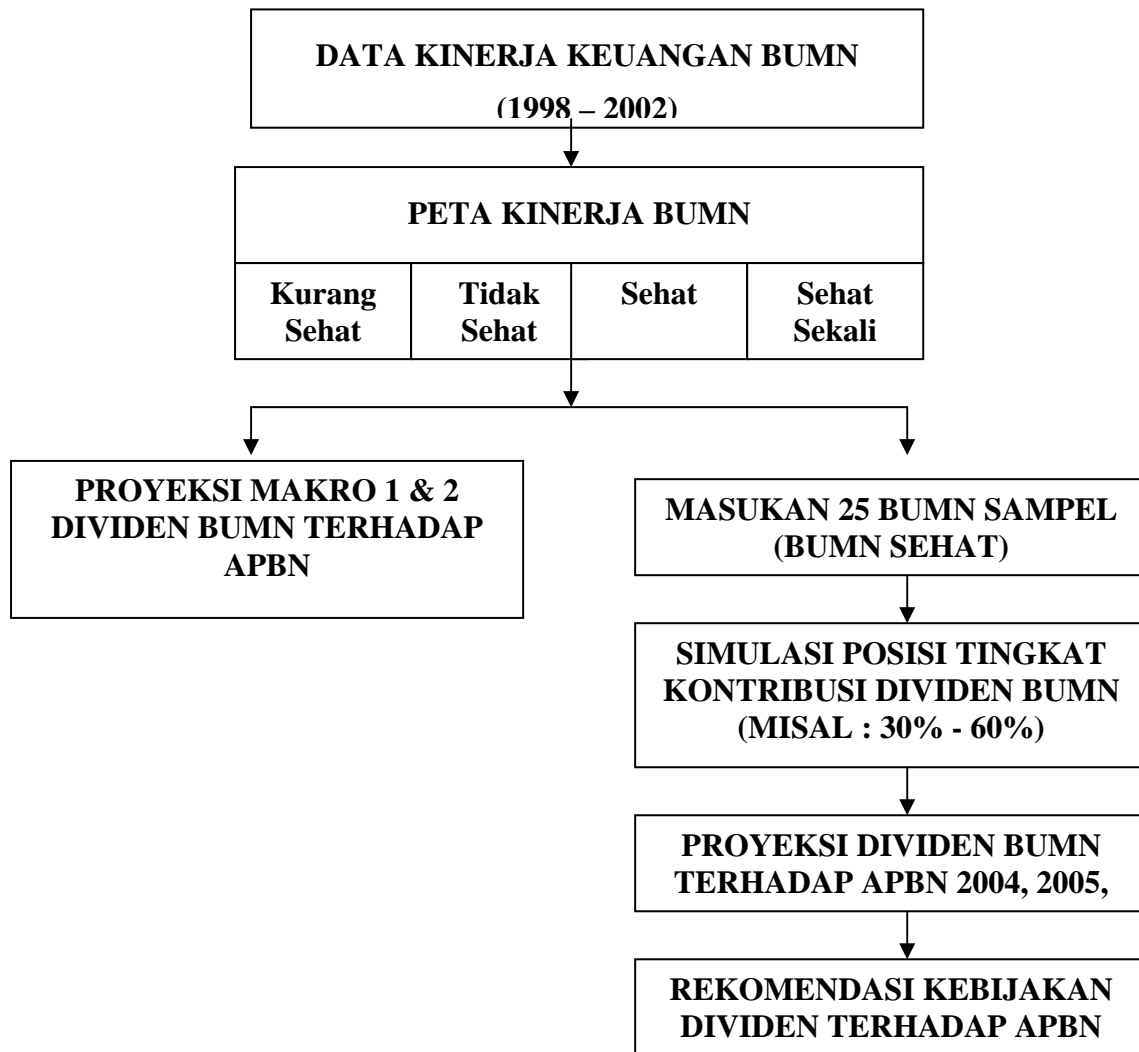 DATA KINERJA KEUANGAN BUMN
(1998 – 2002)
PETA KINERJA BUMN
Kurang
Sehat
Tidak
Sehat
Sehat
Sehat
Sekali
PROYEKSI MAKRO 1 & 2
DIVIDEN BUMN TERHADAP
APBN
MASUKAN 25 BUMN SAMPEL
(BUMN SEHAT)
SIMULASI POSISI TINGKAT
KONTRIBUSI DIVIDEN BUMN
(MISAL : 30% - 60%)
PROYEKSI DIVIDEN BUMN
TERHADAP APBN 2004, 2005,
REKOMENDASI KEBIJAKAN
DIVIDEN TERHADAP APBN